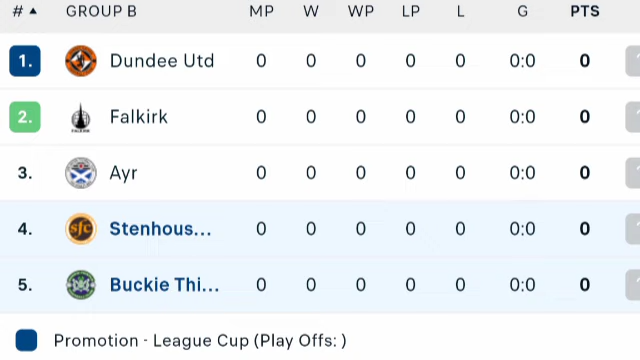 # ▲ GROUP B MP W WP LP L G PTS
1. Dundee Utd 0 0 0 0 0 0:0 0
2. Falkirk 0 0 0 0 0 0:0 0
3. Ayr 0 0 0 0 0 0:0 0
4. sfc Stenhous... 0 0 0 0 0 0:0 0
5. Buckie Thi... 0 0 0 0 0 0:0 0
Promotion - League Cup (Play Offs: )